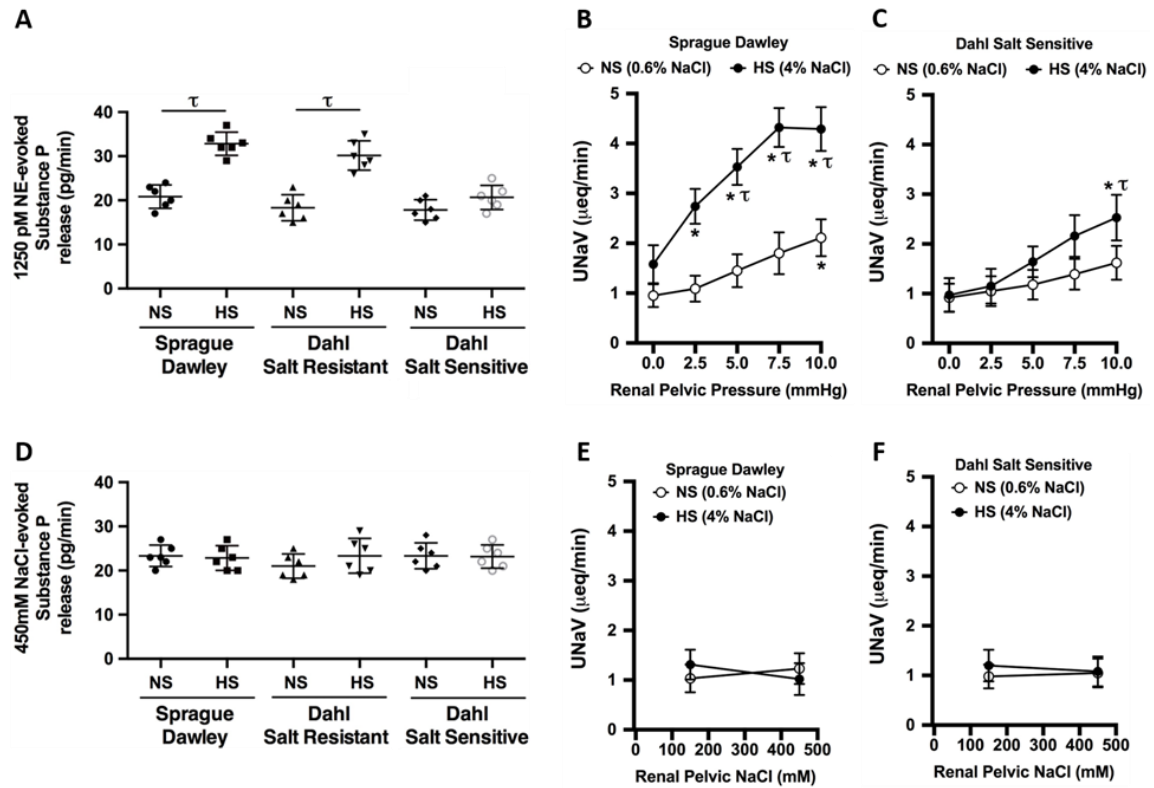 A
1250 pM NE-evoked
Substance P
release (pg/min)
40
30
20
10
0
τ
τ
NS
HS
NS
HS
NS
HS
Sprague
Dawley
Dahl
Salt Resistant
Dahl
Salt Sensitive
B
Sprague Dawley
NS (0.6% NaCl)
HS (4% NaCl)
UNaV (μeq/min)
5
4
3
2
1
0
*
* τ
* τ
* τ
*
0.0
2.5
5.0
7.5
10.0
Renal Pelvic Pressure (mmHg)
C
Dahl Salt Sensitive
NS (0.6% NaCl)
HS (4% NaCl)
UNaV (μeq/min)
5
4
3
2
1
0
* τ
0.0
2.5
5.0
7.5
10.0
Renal Pelvic Pressure (mmHg)
D
450mM NaCl-evoked
Substance P
release (pg/min)
40
30
20
10
0
NS
HS
NS
HS
NS
HS
Sprague
Dawley
Dahl
Salt Resistant
Dahl
Salt Sensitive
E
Sprague Dawley
NS (0.6% NaCl)
HS (4% NaCl)
UNaV (μeq/min)
5
4
3
2
1
0
0
100
200
300
400
500
Renal Pelvic NaCl (mM)
F
Dahl Salt Sensitive
NS (0.6% NaCl)
HS (4% NaCl)
UNaV (μeq/min)
5
4
3
2
1
0
0
100
200
300
400
500
Renal Pelvic NaCl (mM)